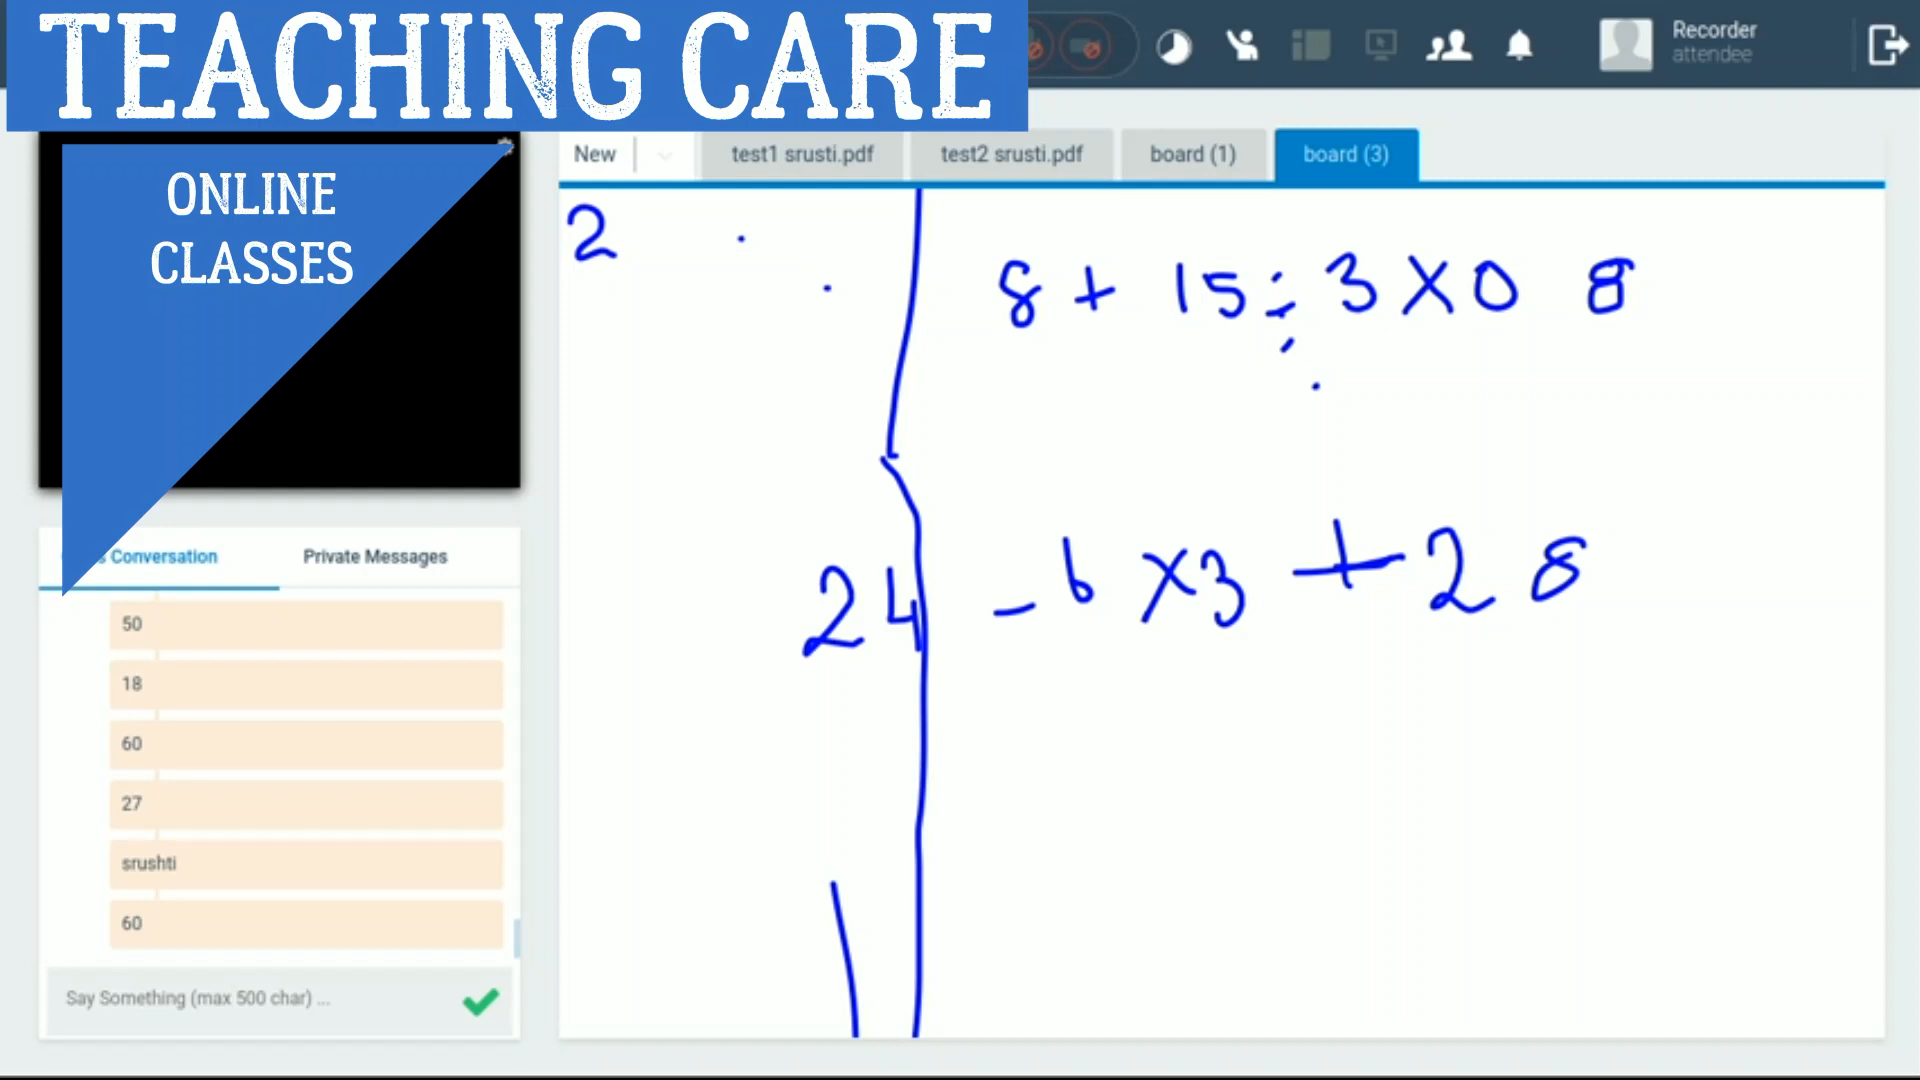 TEACHING CARE
ONLINE
CLASSES
Recorder
attendee
New
test1 srusti.pdf
test2 srusti.pdf
board (1)
board (3)
2
8 + 15 ÷ 3 × 0 8
24 - 6 × 3 + 2 8
Conversation
Private Messages
50
18
60
27
srushti
60
Say Something (max 500 char) ...